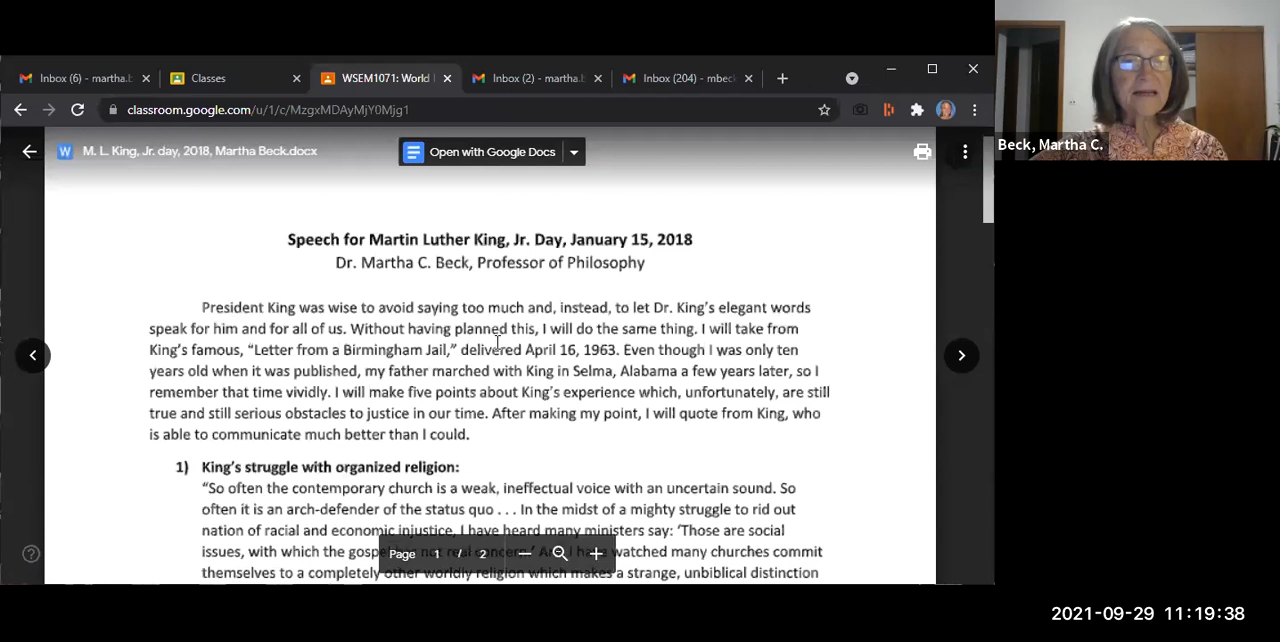 Inbox (6) - martha.b
Classes
WSEM1071: World
Inbox (2) - martha.b
Inbox (204) - mbeck
classroom.google.com/u/1/c/MzgxMDAyMjY0Mjg1
M. L. King, Jr. day, 2018, Martha Beck.docx
Open with Google Docs
Beck, Martha C.
Speech for Martin Luther King, Jr. Day, January 15, 2018
Dr. Martha C. Beck, Professor of Philosophy
President King was wise to avoid saying too much and, instead, to let Dr. King's elegant words
speak for him and for all of us. Without having planned this, I will do the same thing. I will take from
King's famous, "Letter from a Birmingham Jail," delivered April 16, 1963. Even though I was only ten
years old when it was published, my father marched with King in Selma, Alabama a few years later, so I
remember that time vividly. I will make five points about King's experience which, unfortunately, are still
true and still serious obstacles to justice in our time. After making my point, I will quote from King, who
is able to communicate much better than I could.
1) King's struggle with organized religion:
"So often the contemporary church is a weak, ineffectual voice with an uncertain sound. So
often it is an arch-defender of the status quo . . . In the midst of a mighty struggle to rid out
nation of racial and economic injustice, I have heard many ministers say: 'Those are social
issues, with which the gospel has not real concern.' And I have watched many churches commit
themselves to a completely other worldly religion which makes a strange, unbiblical distinction
Page 1 / 2
2021-09-29 11:19:38